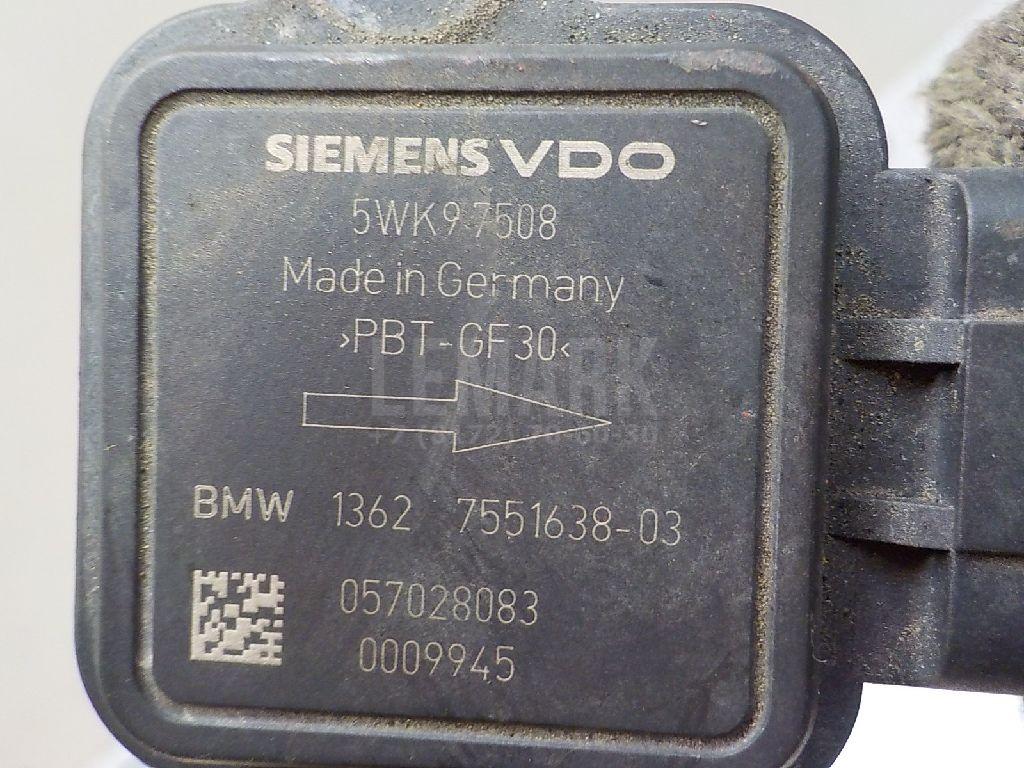 SIEMENS VDO
5WK9 7508
Made in Germany
>PBT-GF30<
LEMARK
BMW 1362 7551638-03
057028083
0009945